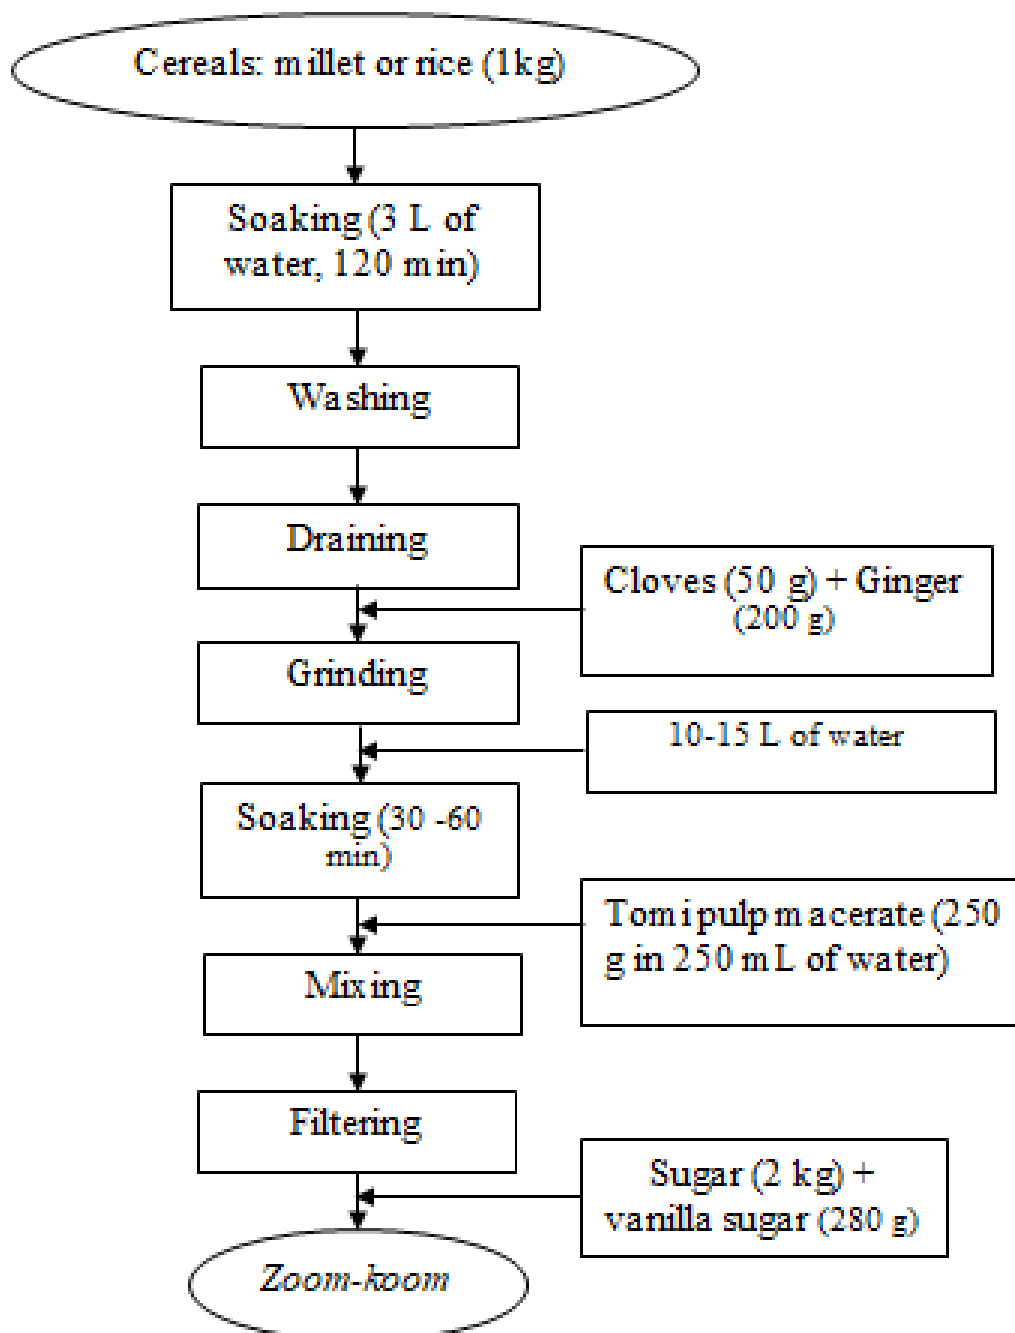 Cereals: millet or rice (1kg)
Soaking (3 L of
water, 120 min)
Washing
Draining
Cloves (50 g) + Ginger
(200 g)
Grinding
10-15 L of water
Soaking (30 -60
min)
Tomi pulp macerate (250
g in 250 mL of water)
Mixing
Filtering
Sugar (2 kg) +
vanilla sugar (280 g)
Zoom-koom